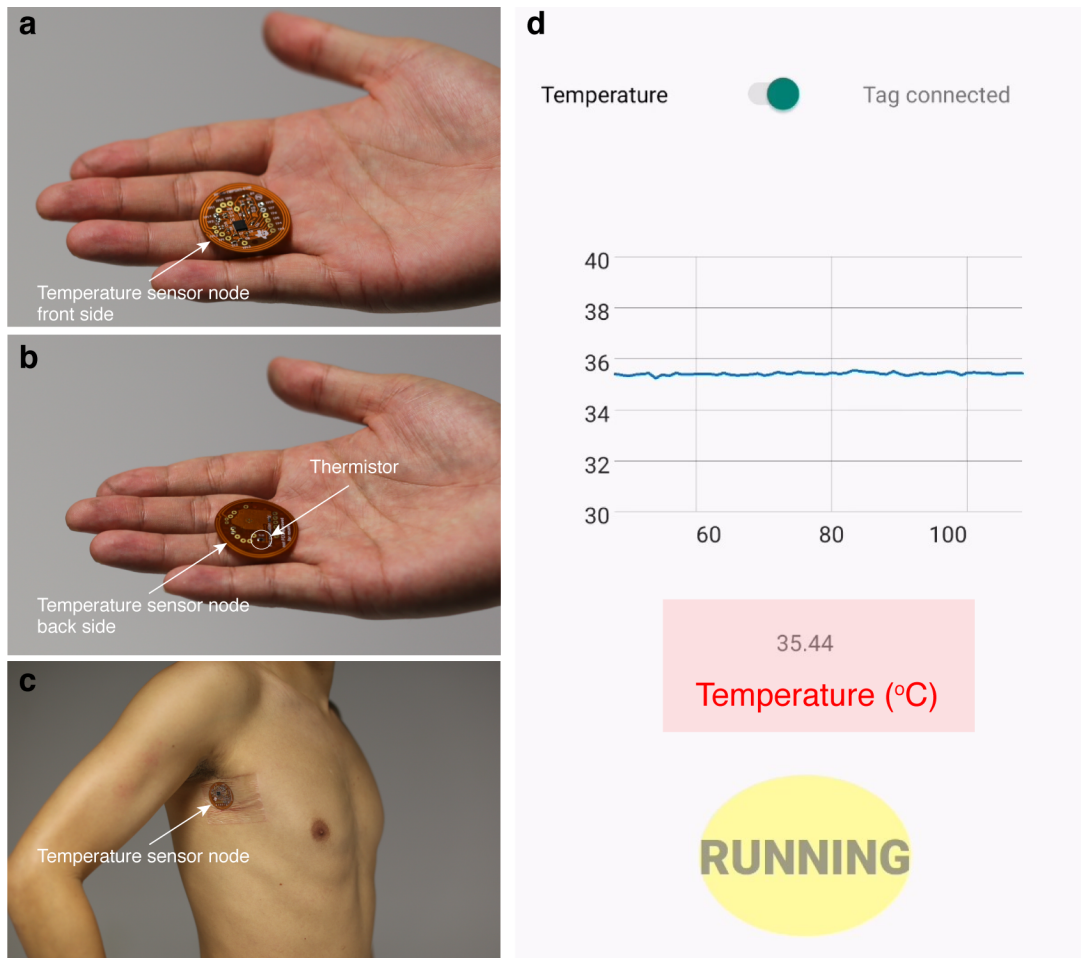 a
Temperature sensor node
front side
b
Thermistor
Temperature sensor node
back side
c
Temperature sensor node
d
Temperature
Tag connected
40
38
36
34
32
30
60 80 100
35.44
Temperature (°C)
RUNNING